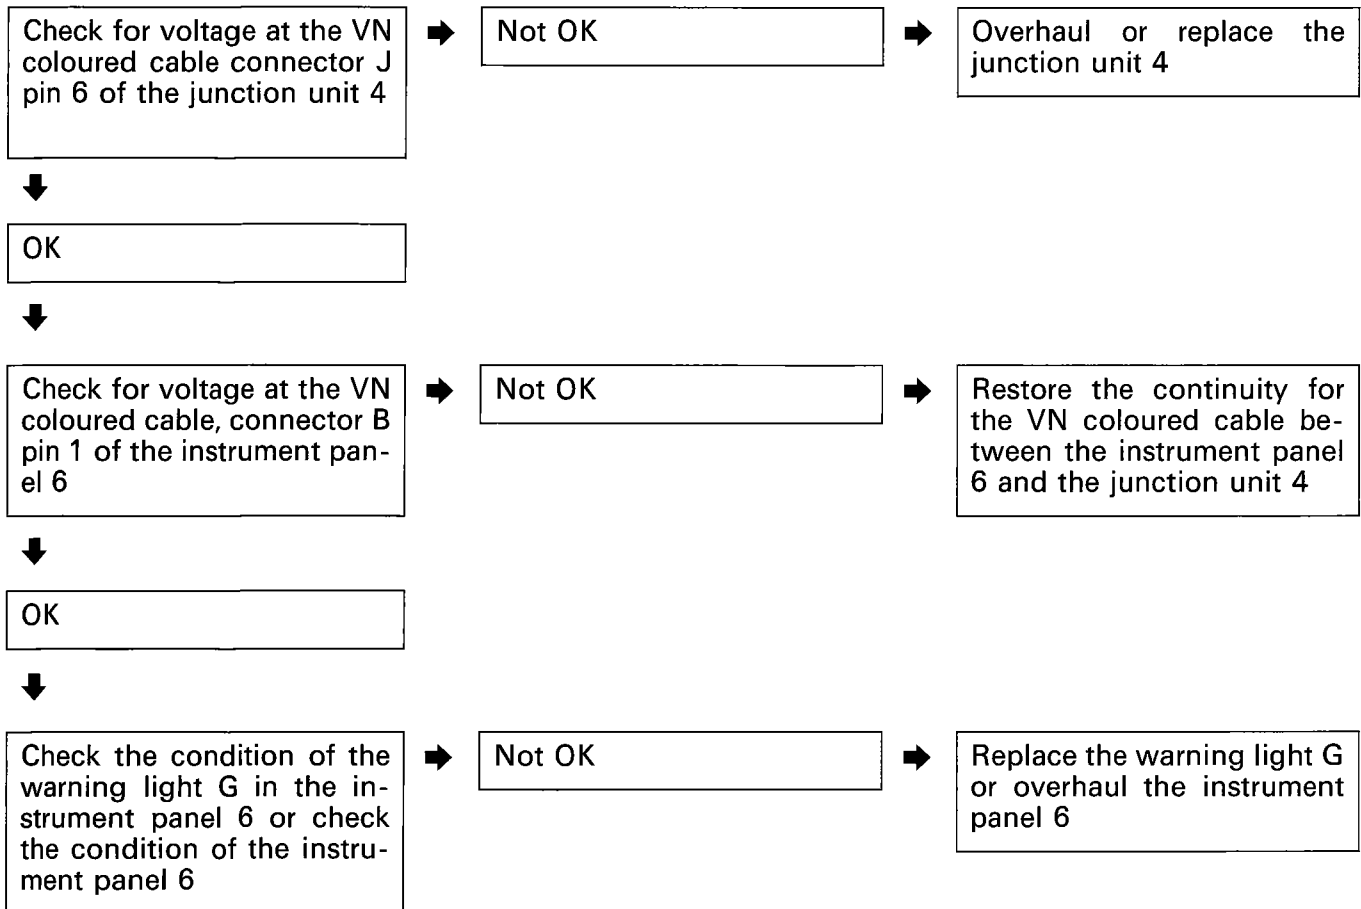 Check for voltage at the VN
coloured cable connector J
pin 6 of the junction unit 4
Not OK
Overhaul or replace the
junction unit 4
OK
Check for voltage at the VN
coloured cable, connector B
pin 1 of the instrument pan-
el 6
Not OK
Restore the continuity for
the VN coloured cable be-
tween the instrument panel
6 and the junction unit 4
OK
Check the condition of the
warning light G in the in-
strument panel 6 or check
the condition of the instru-
ment panel 6
Not OK
Replace the warning light G
or overhaul the instrument
panel 6